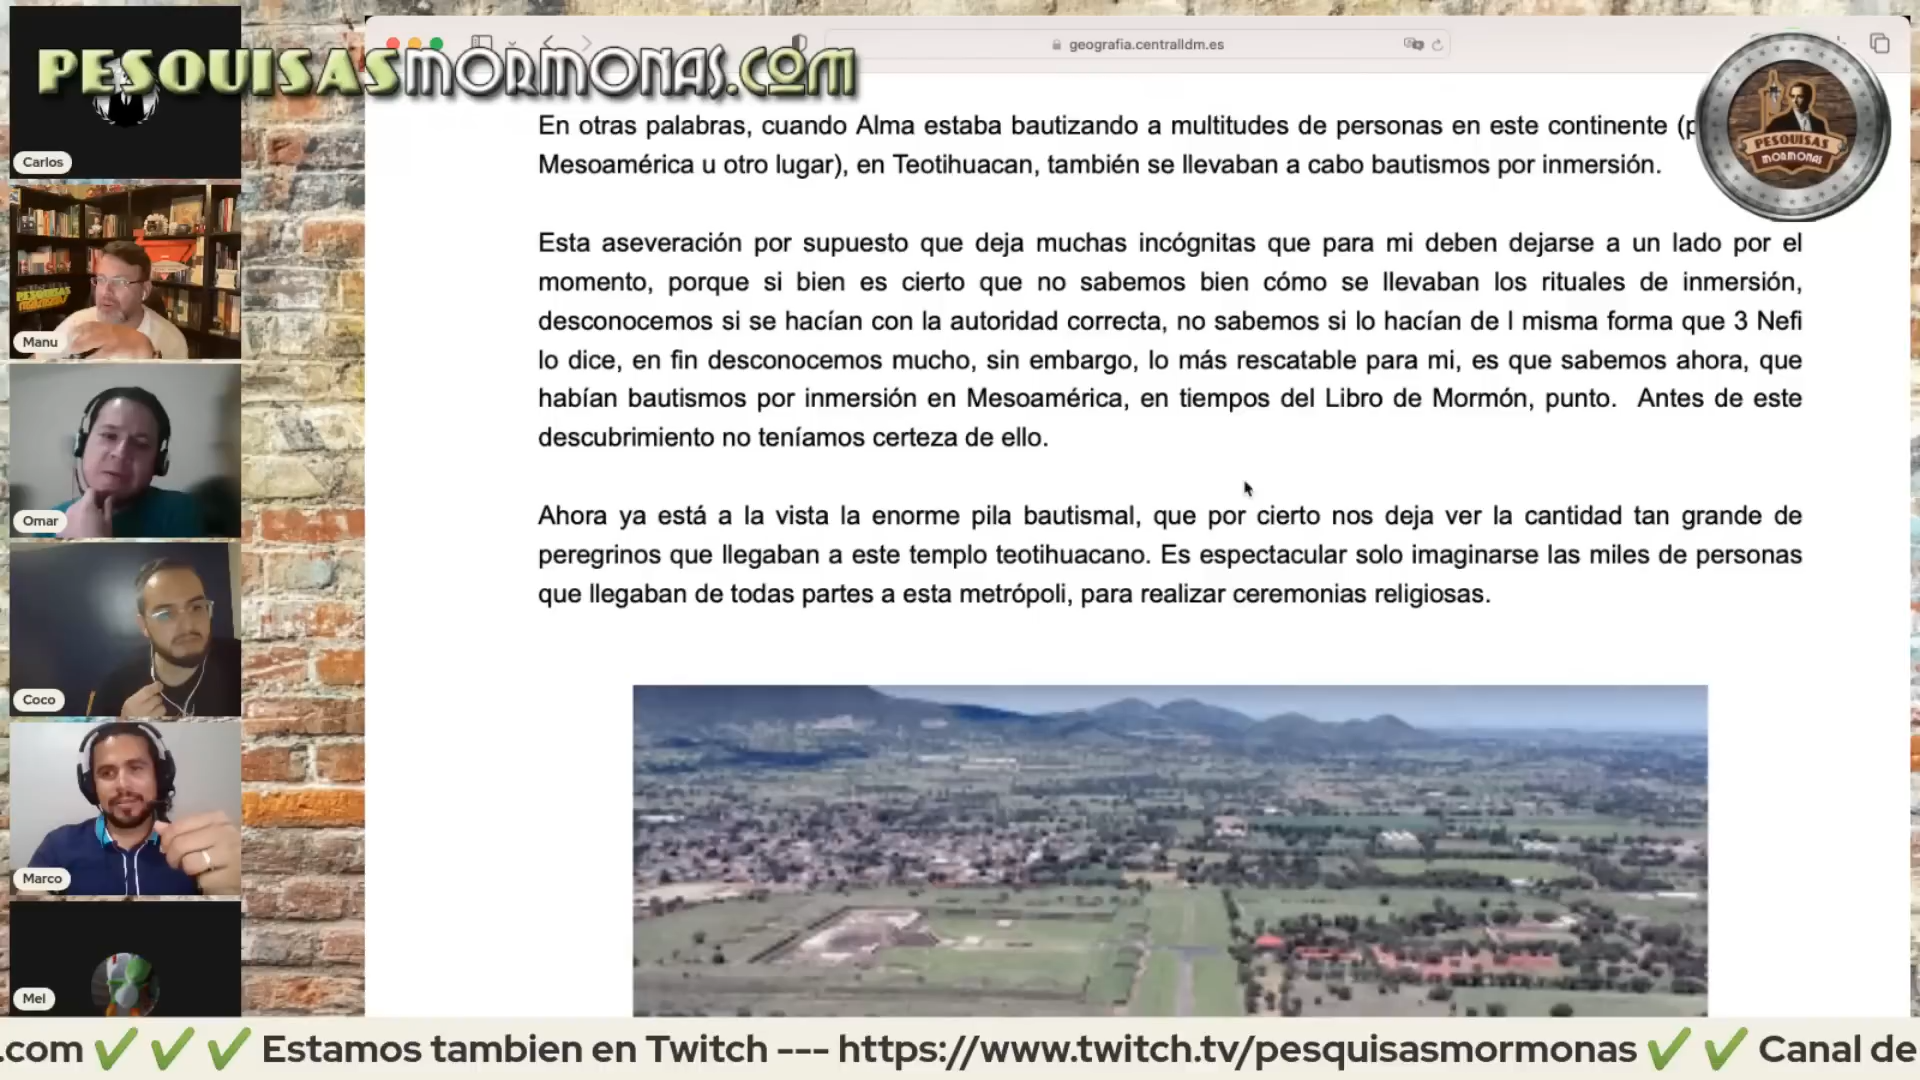 PESQUISASMORMONAS.COM
geografia.centralldm.es
PESQUISAS
MORMONAS
En otras palabras, cuando Alma estaba bautizando a multitudes de personas en este continente
Mesoamérica u otro lugar), en Teotihuacan, también se llevaban a cabo bautismos por inmersión.
Esta aseveración por supuesto que deja muchas incógnitas que para mi deben dejarse a un lado por el
momento, porque si bien es cierto que no sabemos bien cómo se llevaban los rituales de inmersión,
desconocemos si se hacían con la autoridad correcta, no sabemos si lo hacían de l misma forma que 3 Nefi
lo dice, en fin desconocemos mucho, sin embargo, lo más rescatable para mi, es que sabemos ahora, que
habían bautismos por inmersión en Mesoamérica, en tiempos del Libro de Mormón, punto. Antes de este
descubrimiento no teníamos certeza de ello.
Ahora ya está a la vista la enorme pila bautismal, que por cierto nos deja ver la cantidad tan grande de
peregrinos que llegaban a este templo teotihuacano. Es espectacular solo imaginarse las miles de personas
que llegaban de todas partes a esta metrópoli, para realizar ceremonias religiosas.
Carlos
PESQUISAS
Manu
Omar
Coco
Marco
Mel
.com ✔ ✔ ✔ Estamos tambien en Twitch --- https://www.twitch.tv/pesquisasmormonas ✔ ✔ Canal de